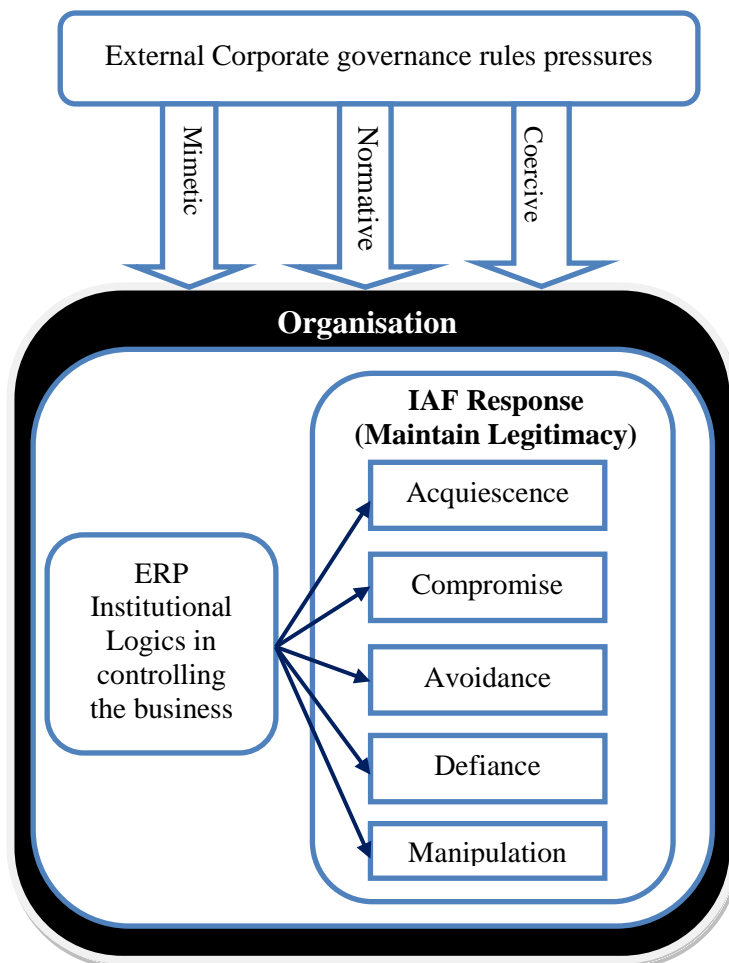 External Corporate governance rules pressures
Mimetic
Normative
Coercive
Organisation
IAF Response
(Maintain Legitimacy)
Acquiescence
Compromise
Avoidance
Defiance
Manipulation
ERP
Institutional
Logics in
controlling
the business